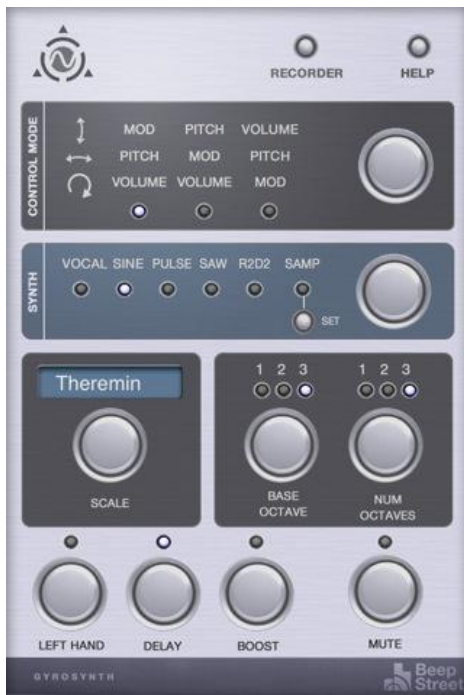 RECORDER HELP
CONTROL MODE
MOD PITCH VOLUME
PITCH MOD PITCH
VOLUME VOLUME MOD
SYNTH
VOCAL SINE PULSE SAW R2D2 SAMP
SET
Theremin
SCALE
1 2 3 1 2 3
BASE OCTAVE
NUM OCTAVES
LEFT HAND DELAY BOOST MUTE
GYROSYNTH
Beep Street